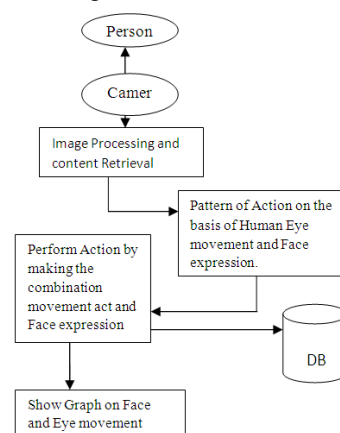 Person
Camer
Image Processing and
content Retrieval
Pattern of Action on the
basis of Human Eye
movement and Face
expression.
Perform Action by
making the
combination
movement act and
Face expression
DB
Show Graph on Face
and Eye movement